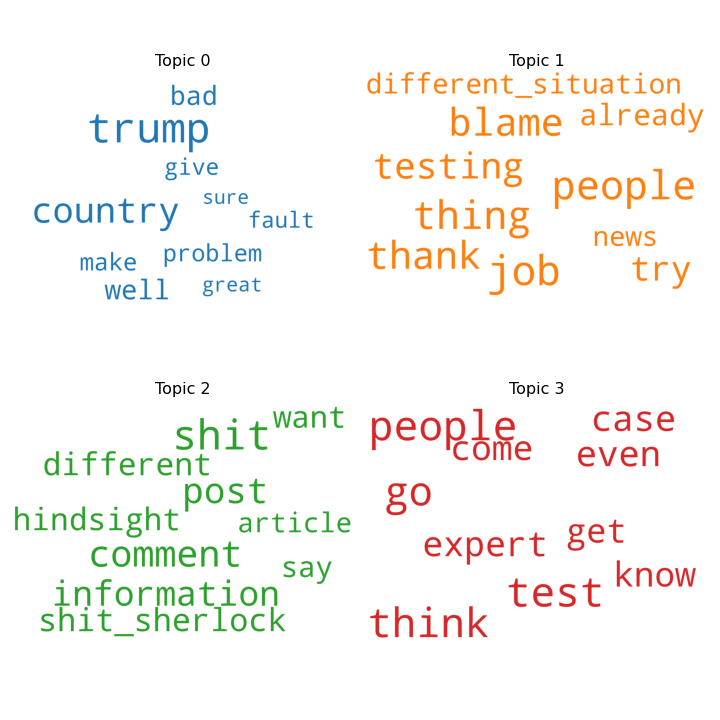 Topic 0
bad
trump
give
sure
country
fault
problem
make
well
great
Topic 1
different_situation
already
blame
testing
people
thing
news
thank
job
try
Topic 2
want
shit
different
post
hindsight
article
comment
say
information
shit_sherlock
Topic 3
people
case
come
even
go
get
expert
know
test
think